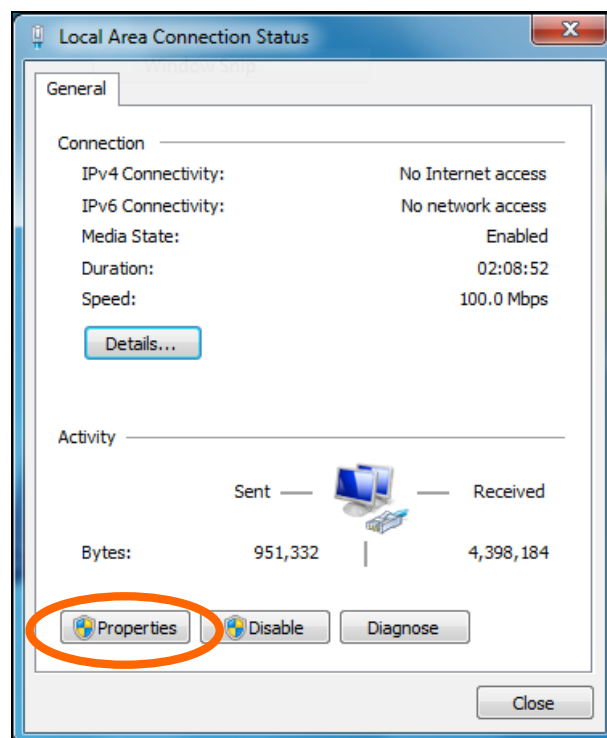 Local Area Connection Status
X
Window Snip
General
Connection
IPv4 Connectivity: No Internet access
IPv6 Connectivity: No network access
Media State: Enabled
Duration: 02:08:52
Speed: 100.0 Mbps
Details...
Activity
Sent Received
Bytes: 951,332 4,398,184
Properties Disable Diagnose
Close